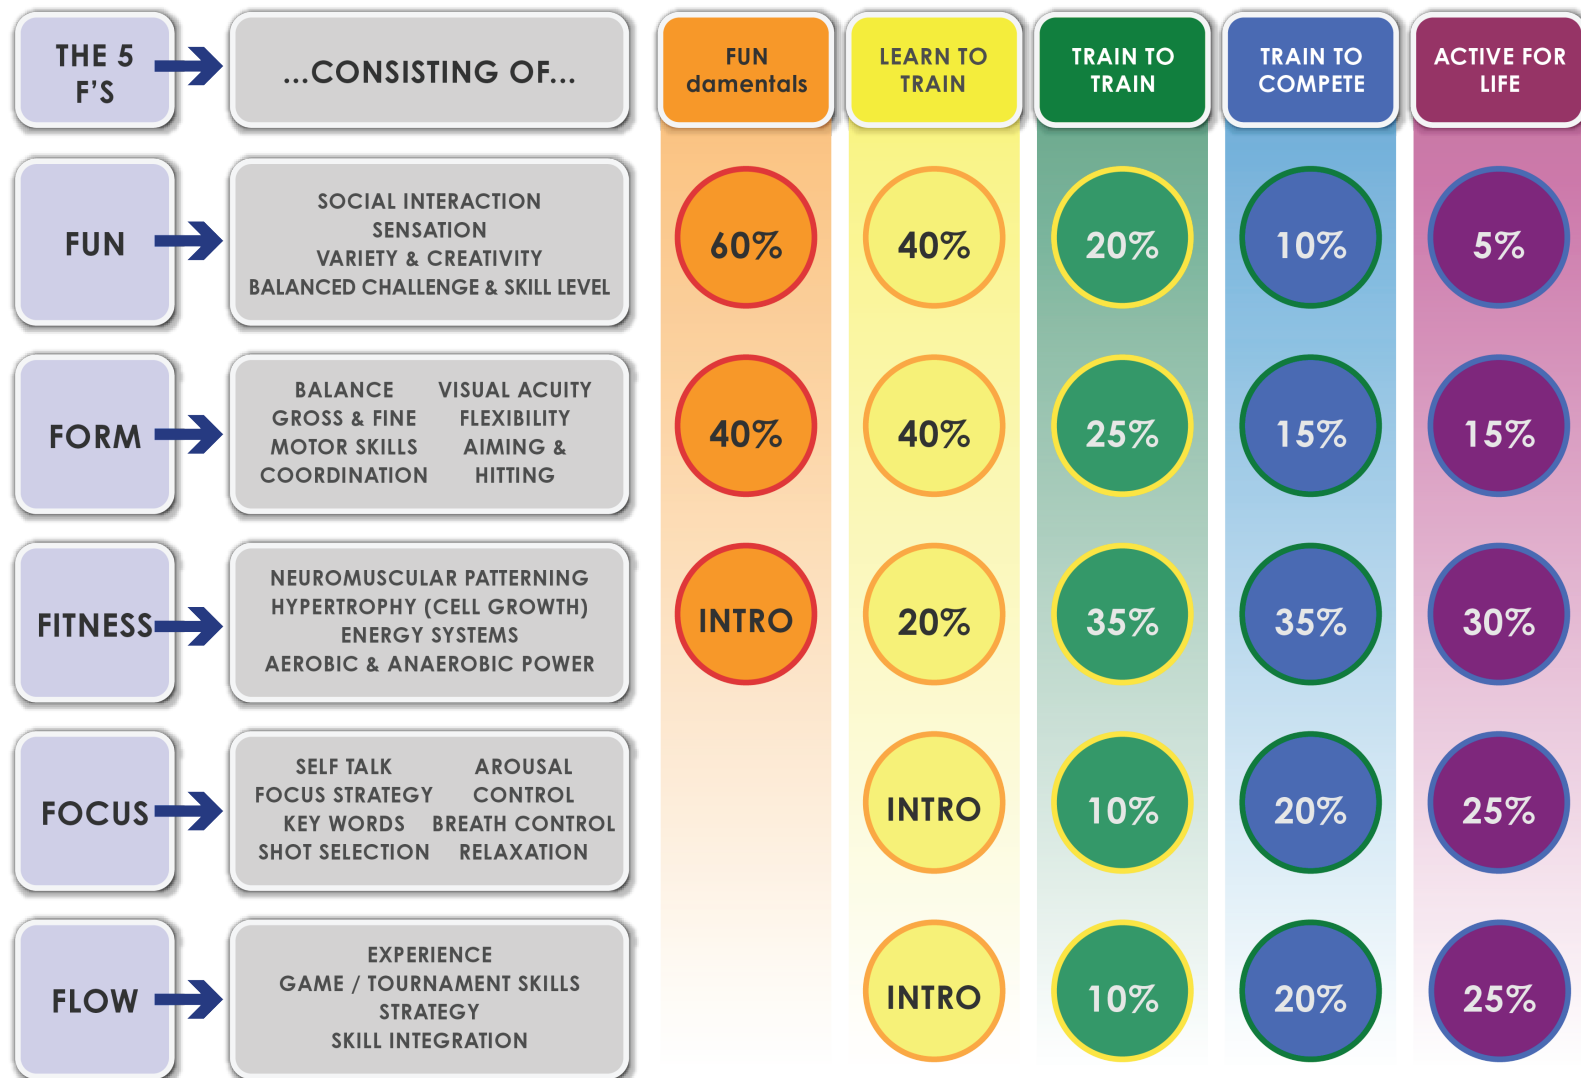 THE 5
F'S
...CONSISTING OF...
FUN
damentals
LEARN TO
TRAIN
TRAIN TO
TRAIN
TRAIN TO
COMPETE
ACTIVE FOR
LIFE
FUN
SOCIAL INTERACTION
SENSATION
VARIETY & CREATIVITY
BALANCED CHALLENGE & SKILL LEVEL
60%
40%
20%
10%
5%
FORM
BALANCE
GROSS & FINE
MOTOR SKILLS
COORDINATION
VISUAL ACUITY
FLEXIBILITY
AIMING &
HITTING
40%
40%
25%
15%
15%
FITNESS
NEUROMUSCULAR PATTERNING
HYPERTROPHY (CELL GROWTH)
ENERGY SYSTEMS
AEROBIC & ANAEROBIC POWER
INTRO
20%
35%
35%
30%
FOCUS
SELF TALK
FOCUS STRATEGY
KEY WORDS
SHOT SELECTION
AROUSAL
CONTROL
BREATH CONTROL
RELAXATION
INTRO
10%
20%
25%
FLOW
EXPERIENCE
GAME / TOURNAMENT SKILLS
STRATEGY
SKILL INTEGRATION
INTRO
10%
20%
25%